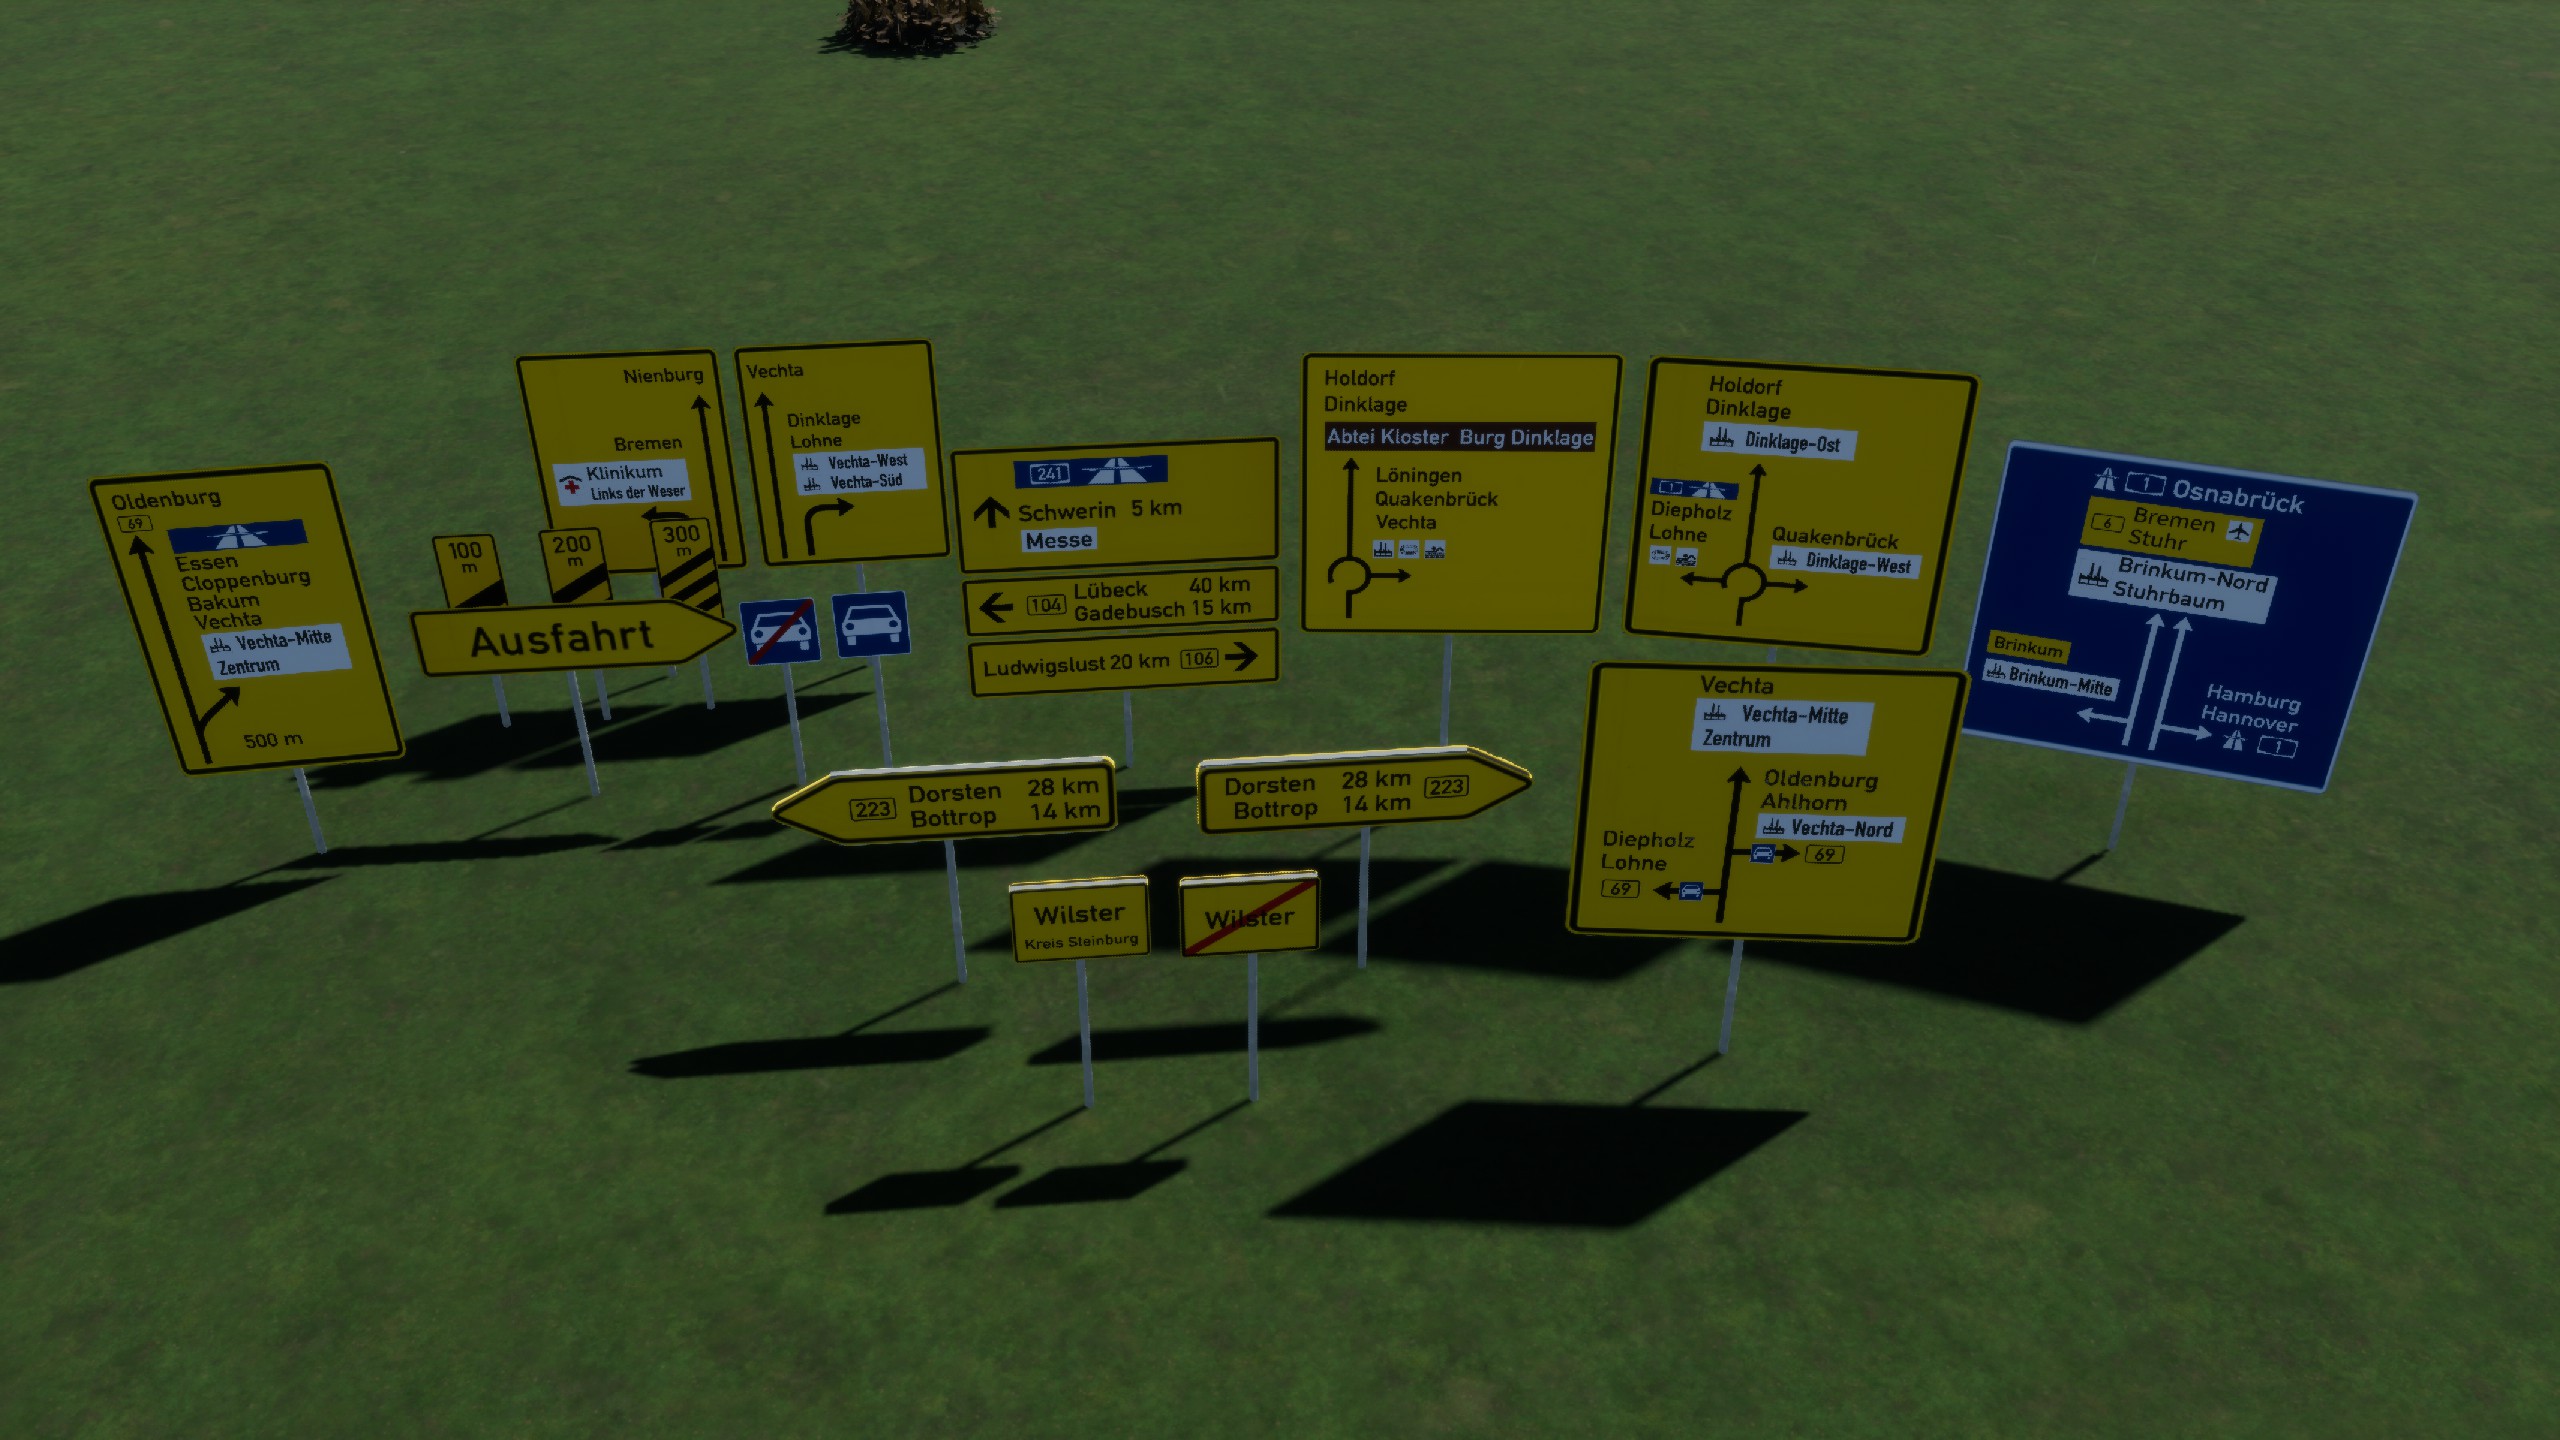 Oldenburg
69
Essen
Cloppenburg
Bakum
Vechta
Vechta-Mitte
Zentrum
500 m
Nienburg
Bremen
Klinikum
Links der Weser
100
m
200
m
300
m
Ausfahrt
Vechta
Dinklage
Lohne
Vechta-West
Vechta-Süd
241
Schwerin 5 km
Messe
104 Lübeck 40 km
Gadebusch 15 km
Ludwigslust 20 km 106
Holdorf
Dinklage
Abtei Kloster Burg Dinklage
Löningen
Quakenbrück
Vechta
Holdorf
Dinklage
Dinklage-Ost
1
Diepholz
Lohne
Quakenbrück
Dinklage-West
1 Osnabrück
6 Bremen
Stuhr
Brinkum-Nord
Stuhrbaum
Brinkum
Brinkum-Mitte
Hamburg
Hannover
1
223 Dorsten 28 km
Bottrop 14 km
Dorsten 28 km 223
Bottrop 14 km
Vechta
Vechta-Mitte
Zentrum
Oldenburg
Ahlhorn
Vechta-Nord
69
Diepholz
Lohne
69
Wilster
Kreis Steinburg
Wilster